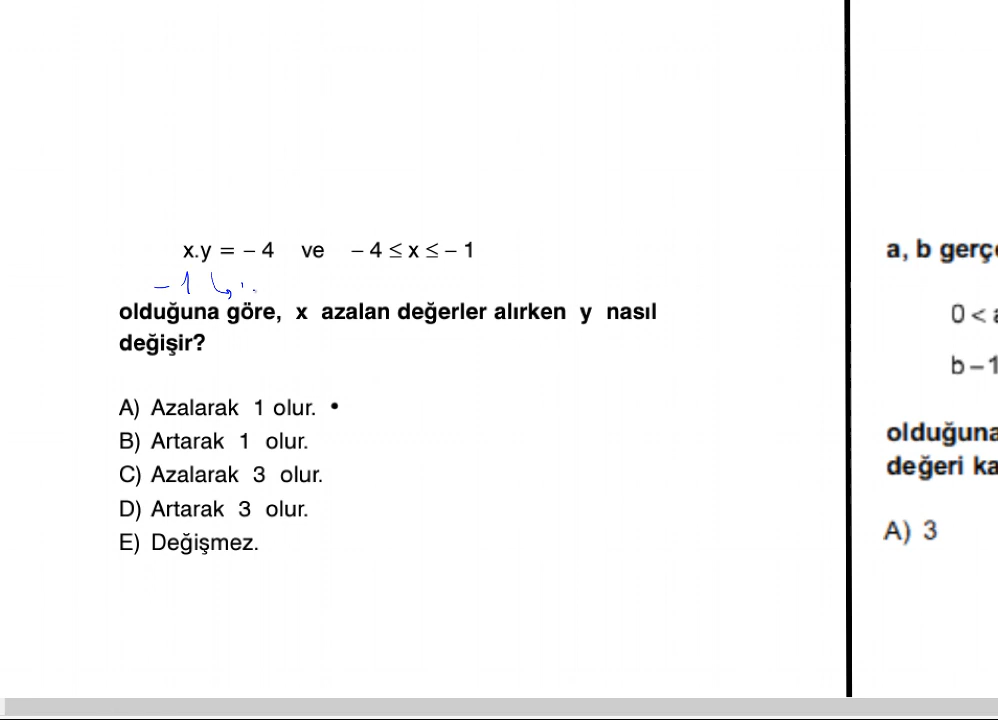 x.y = – 4 ve – 4 ≤ x ≤ – 1
– 1
olduğuna göre, x azalan değerler alırken y nasıl
değişir?
A) Azalarak 1 olur. •
B) Artarak 1 olur.
C) Azalarak 3 olur.
D) Artarak 3 olur.
E) Değişmez.
a, b gerç
0 <
b – 1
olduğuna
değeri ka
A) 3